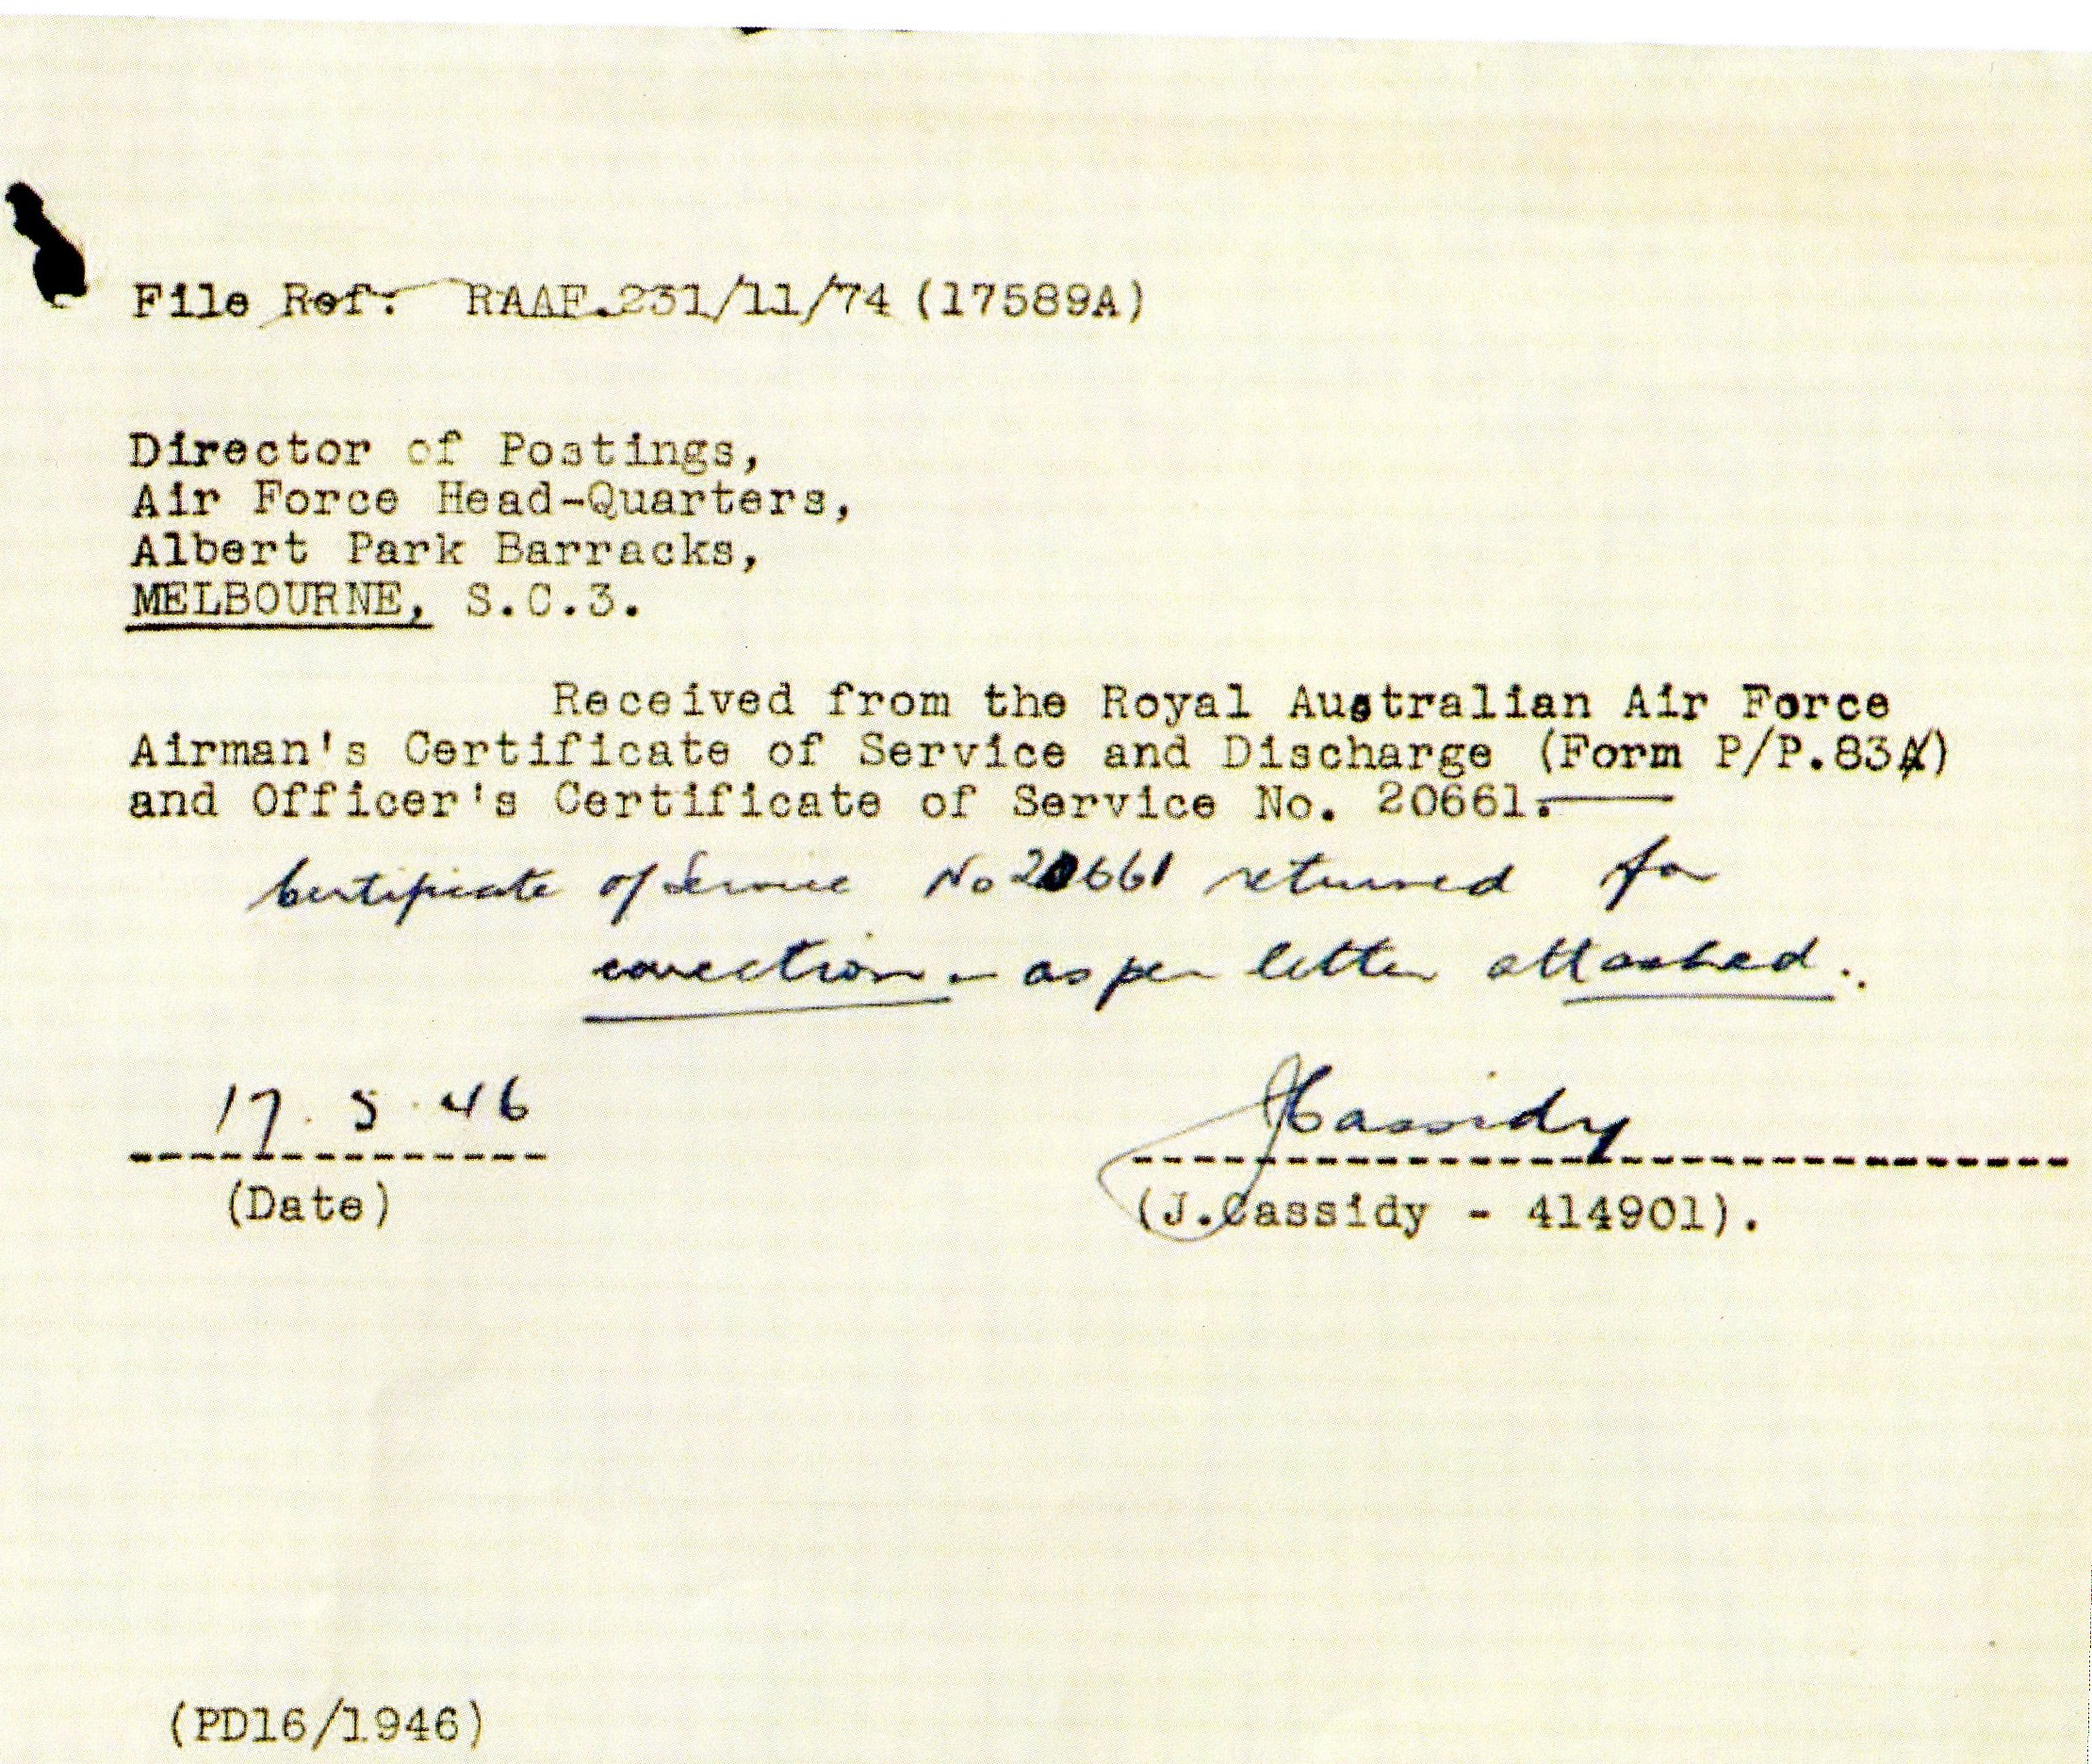 File Ref: RAAF.231/11/74 (17589A)
Director of Postings,
Air Force Head-Quarters,
Albert Park Barracks,
MELBOURNE, S.C.3.
Received from the Royal Australian Air Force
Airman's Certificate of Service and Discharge (Form P/P.83A)
and Officer's Certificate of Service No. 20661.
Certificate of Service No 20661 returned for
correction - as per letter attached.
17. 5. 46
JCassidy
(Date)
(J.Cassidy - 414901).
(PD16/1946)